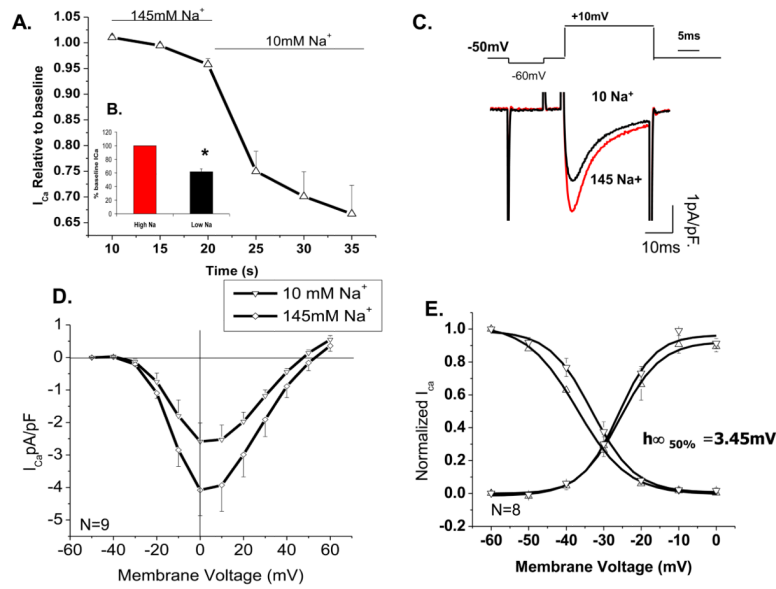 A.
145mM Na⁺
10mM Na⁺
1.05
1.00
0.95
0.90
0.85
0.80
0.75
0.70
0.65
I Ca Relative to baseline
10 15 20 25 30 35
Time (s)
B.
*
120
100
80
60
40
20
0
% baseline ICa
High Na
Low Na
C.
+10mV
-50mV
-60mV
5ms
10 Na⁺
145 Na+
1pA/pF.
10ms
D.
10 mM Na⁺
145mM Na⁺
1
0
-1
-2
-3
-4
-5
I CapA/pF
N=9
-60 -40 -20 0 20 40 60
Membrane Voltage (mV)
E.
1.0
0.8
0.6
0.4
0.2
0.0
-0.2
Normalized I ca
h∞ 50% =3.45mV
N=8
-60 -50 -40 -30 -20 -10 0
Membrane Voltage (mV)